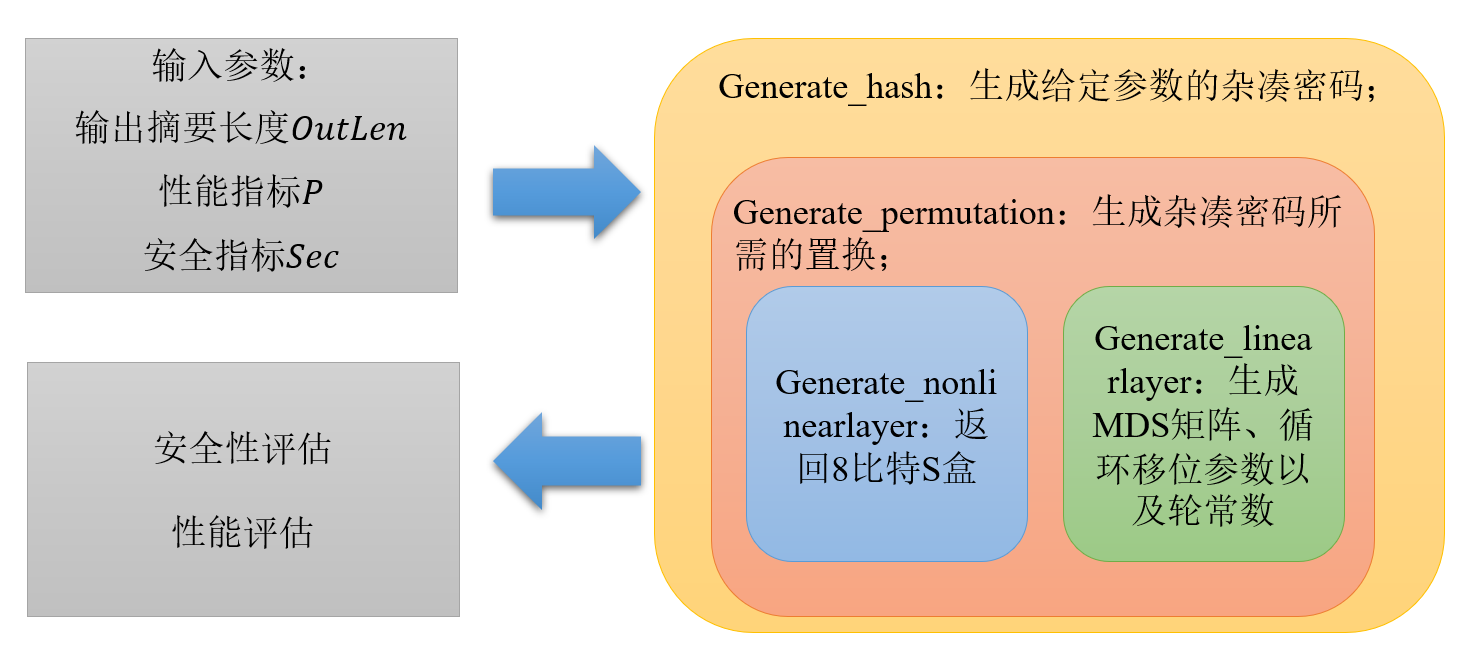 输入参数：
输出摘要长度OutLen
性能指标P
安全指标Sec
Generate_hash：生成给定参数的杂凑密码；
Generate_permutation：生成杂凑密码所
需的置换；
Generate_nonli
nearlayer：返
回8比特S盒
Generate_linea
rlayer：生成
MDS矩阵、循
环移位参数以
及轮常数
安全性评估
性能评估